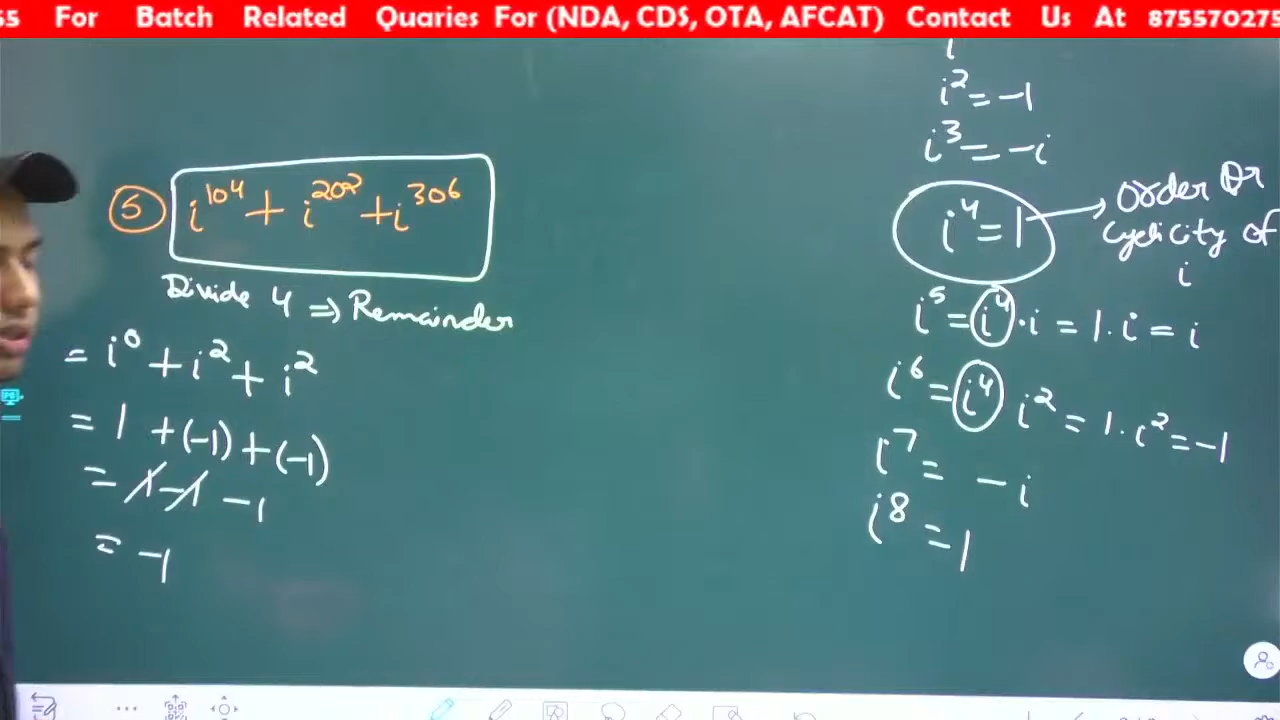 55 For Batch Related Quaries For (NDA, CDS, OTA, AFCAT) Contact Us At 875570275
i
i² = -1
i³ = -i
i⁴ = 1 → Order Or
Cyclicity of
i
i⁵ = i⁴ · i = 1 . i = i
i⁶ = i⁴ i² = 1 . i² = -1
i⁷ = -i
i⁸ = 1
5 i¹⁰⁴ + i²⁰² + i³⁰⁶
Divide 4 ⇒ Remainder
= i⁰ + i² + i²
= 1 + (-1) + (-1)
= 1 - 1 - 1
= -1